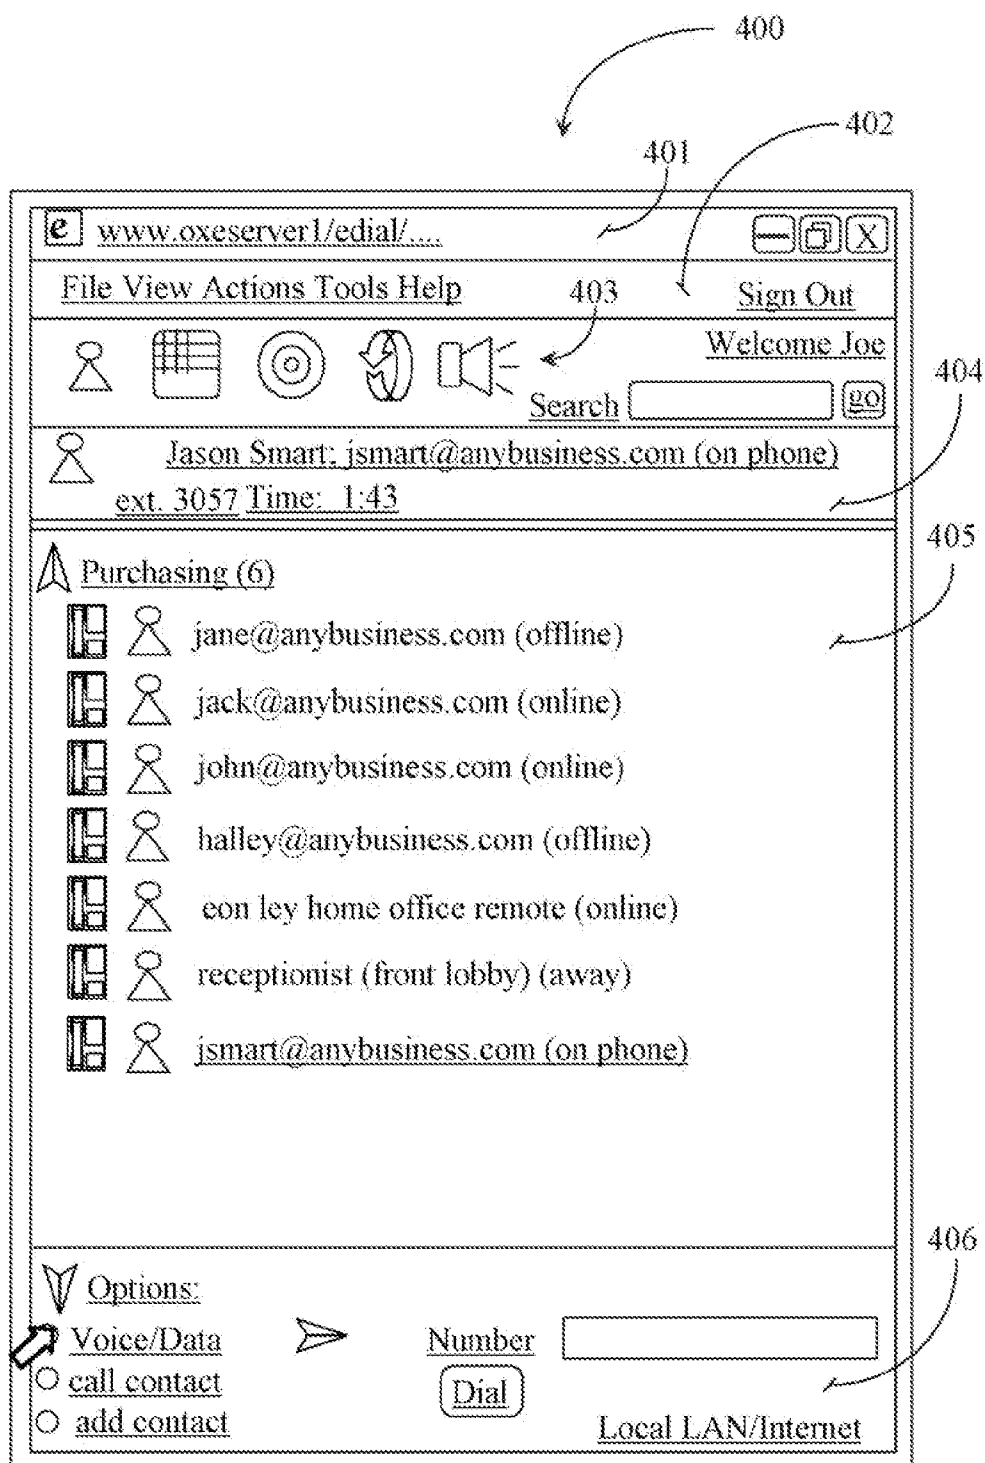 400
402
401
e www.oxeserver1/edial/.... X
File View Actions Tools Help 403 Sign Out
Welcome Joe
404
Search go
Jason Smart; jsmart@anybusiness.com (on phone)
ext. 3057 Time: 1:43
405
Purchasing (6)
jane@anybusiness.com (offline)
jack@anybusiness.com (online)
john@anybusiness.com (online)
halley@anybusiness.com (offline)
eon ley home office remote (online)
receptionist (front lobby) (away)
jsmart@anybusiness.com (on phone)
406
Options:
Voice/Data Number
call contact Dial
add contact Local LAN/Internet